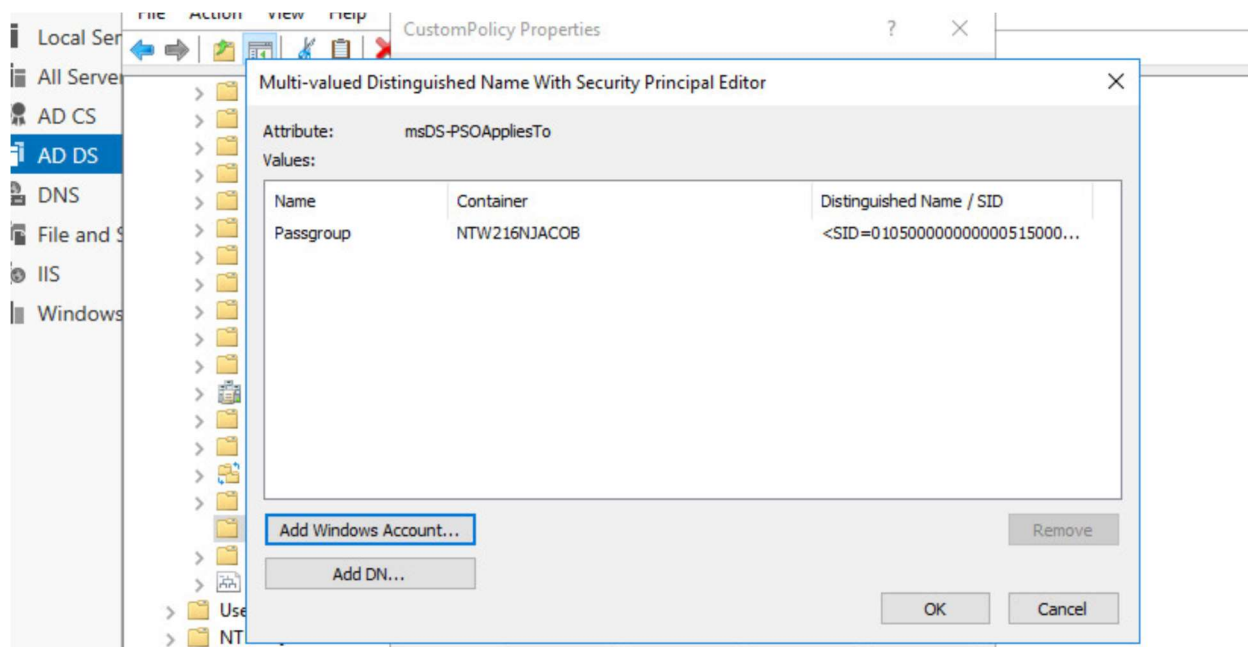 File Action View Help
CustomPolicy Properties
?
Local Ser
All Server
AD CS
AD DS
DNS
File and S
IIS
Windows
Multi-valued Distinguished Name With Security Principal Editor
Attribute: msDS-PSOAppliesTo
Values:
Name Container Distinguished Name / SID
Passgroup NTW216NJACOB <SID=010500000000000515000...
Add Windows Account... Remove
Add DN...
OK Cancel
Use
NT